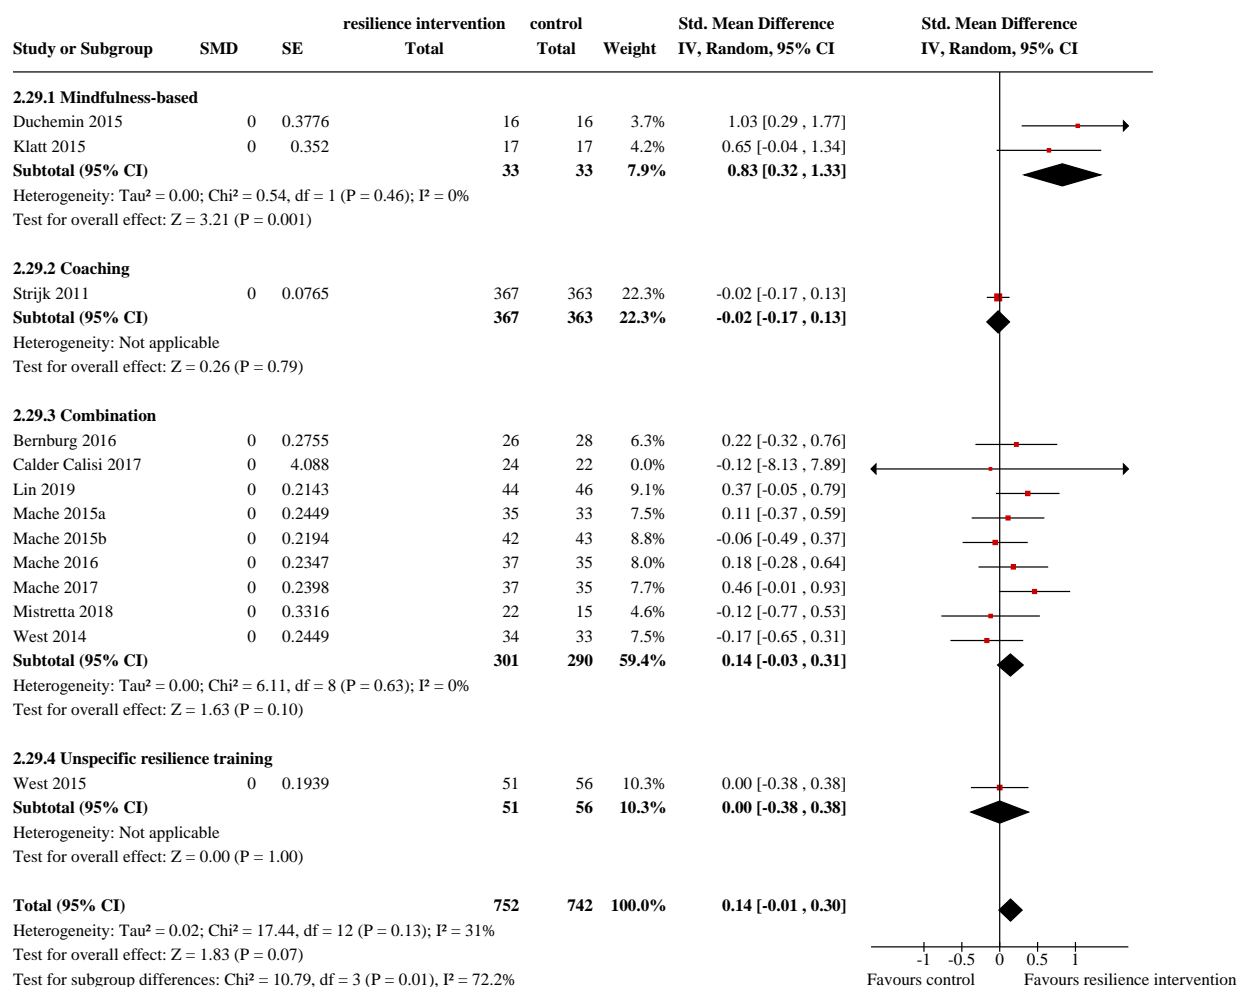 resilience intervention control Std. Mean Difference Std. Mean Difference
Study or Subgroup SMD SE Total Total Weight IV, Random, 95% CI IV, Random, 95% CI
2.29.1 Mindfulness-based
Duchemin 2015 0 0.3776 16 16 3.7% 1.03 [0.29 , 1.77]
Klatt 2015 0 0.352 17 17 4.2% 0.65 [-0.04 , 1.34]
Subtotal (95% CI) 33 33 7.9% 0.83 [0.32 , 1.33]
Heterogeneity: Tau² = 0.00; Chi² = 0.54, df = 1 (P = 0.46); I² = 0%
Test for overall effect: Z = 3.21 (P = 0.001)
2.29.2 Coaching
Strijk 2011 0 0.0765 367 363 22.3% -0.02 [-0.17 , 0.13]
Subtotal (95% CI) 367 363 22.3% -0.02 [-0.17 , 0.13]
Heterogeneity: Not applicable
Test for overall effect: Z = 0.26 (P = 0.79)
2.29.3 Combination
Bernburg 2016 0 0.2755 26 28 6.3% 0.22 [-0.32 , 0.76]
Calder Calisi 2017 0 4.088 24 22 0.0% -0.12 [-8.13 , 7.89]
Lin 2019 0 0.2143 44 46 9.1% 0.37 [-0.05 , 0.79]
Mache 2015a 0 0.2449 35 33 7.5% 0.11 [-0.37 , 0.59]
Mache 2015b 0 0.2194 42 43 8.8% -0.06 [-0.49 , 0.37]
Mache 2016 0 0.2347 37 35 8.0% 0.18 [-0.28 , 0.64]
Mache 2017 0 0.2398 37 35 7.7% 0.46 [-0.01 , 0.93]
Mistretta 2018 0 0.3316 22 15 4.6% -0.12 [-0.77 , 0.53]
West 2014 0 0.2449 34 33 7.5% -0.17 [-0.65 , 0.31]
Subtotal (95% CI) 301 290 59.4% 0.14 [-0.03 , 0.31]
Heterogeneity: Tau² = 0.00; Chi² = 6.11, df = 8 (P = 0.63); I² = 0%
Test for overall effect: Z = 1.63 (P = 0.10)
2.29.4 Unspecific resilience training
West 2015 0 0.1939 51 56 10.3% 0.00 [-0.38 , 0.38]
Subtotal (95% CI) 51 56 10.3% 0.00 [-0.38 , 0.38]
Heterogeneity: Not applicable
Test for overall effect: Z = 0.00 (P = 1.00)
Total (95% CI) 752 742 100.0% 0.14 [-0.01 , 0.30]
Heterogeneity: Tau² = 0.02; Chi² = 17.44, df = 12 (P = 0.13); I² = 31%
Test for overall effect: Z = 1.83 (P = 0.07)
-1 -0.5 0 0.5 1
Test for subgroup differences: Chi² = 10.79, df = 3 (P = 0.01), I² = 72.2% Favours control Favours resilience intervention